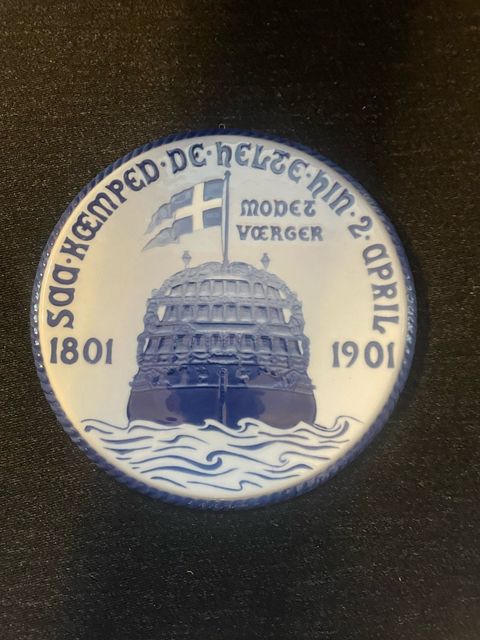 SAA · KÆMPED · DE · HELTE · HIN · 2 · APRIL
MODET
VÆRGER
1801 1901